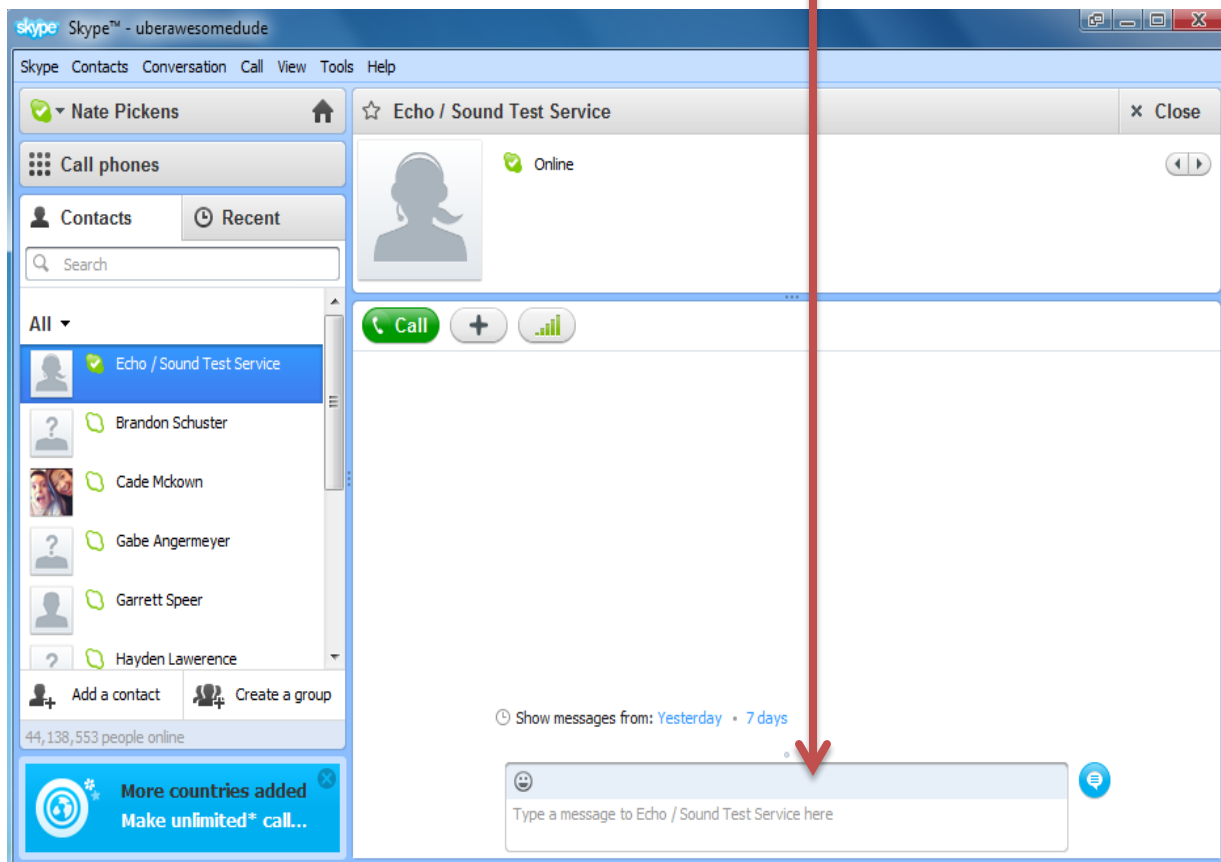 skype Skype™ - uberawesomedude
Skype Contacts Conversation Call View Tools Help
Nate Pickens
Call phones
Contacts Recent
Search
All
Echo / Sound Test Service
Brandon Schuster
Cade Mckown
Gabe Angermeyer
Garrett Speer
Hayden Lawerence
Add a contact Create a group
44,138,553 people online
More countries added
Make unlimited* call...
Echo / Sound Test Service × Close
Online
Call
Show messages from: Yesterday • 7 days
Type a message to Echo / Sound Test Service here